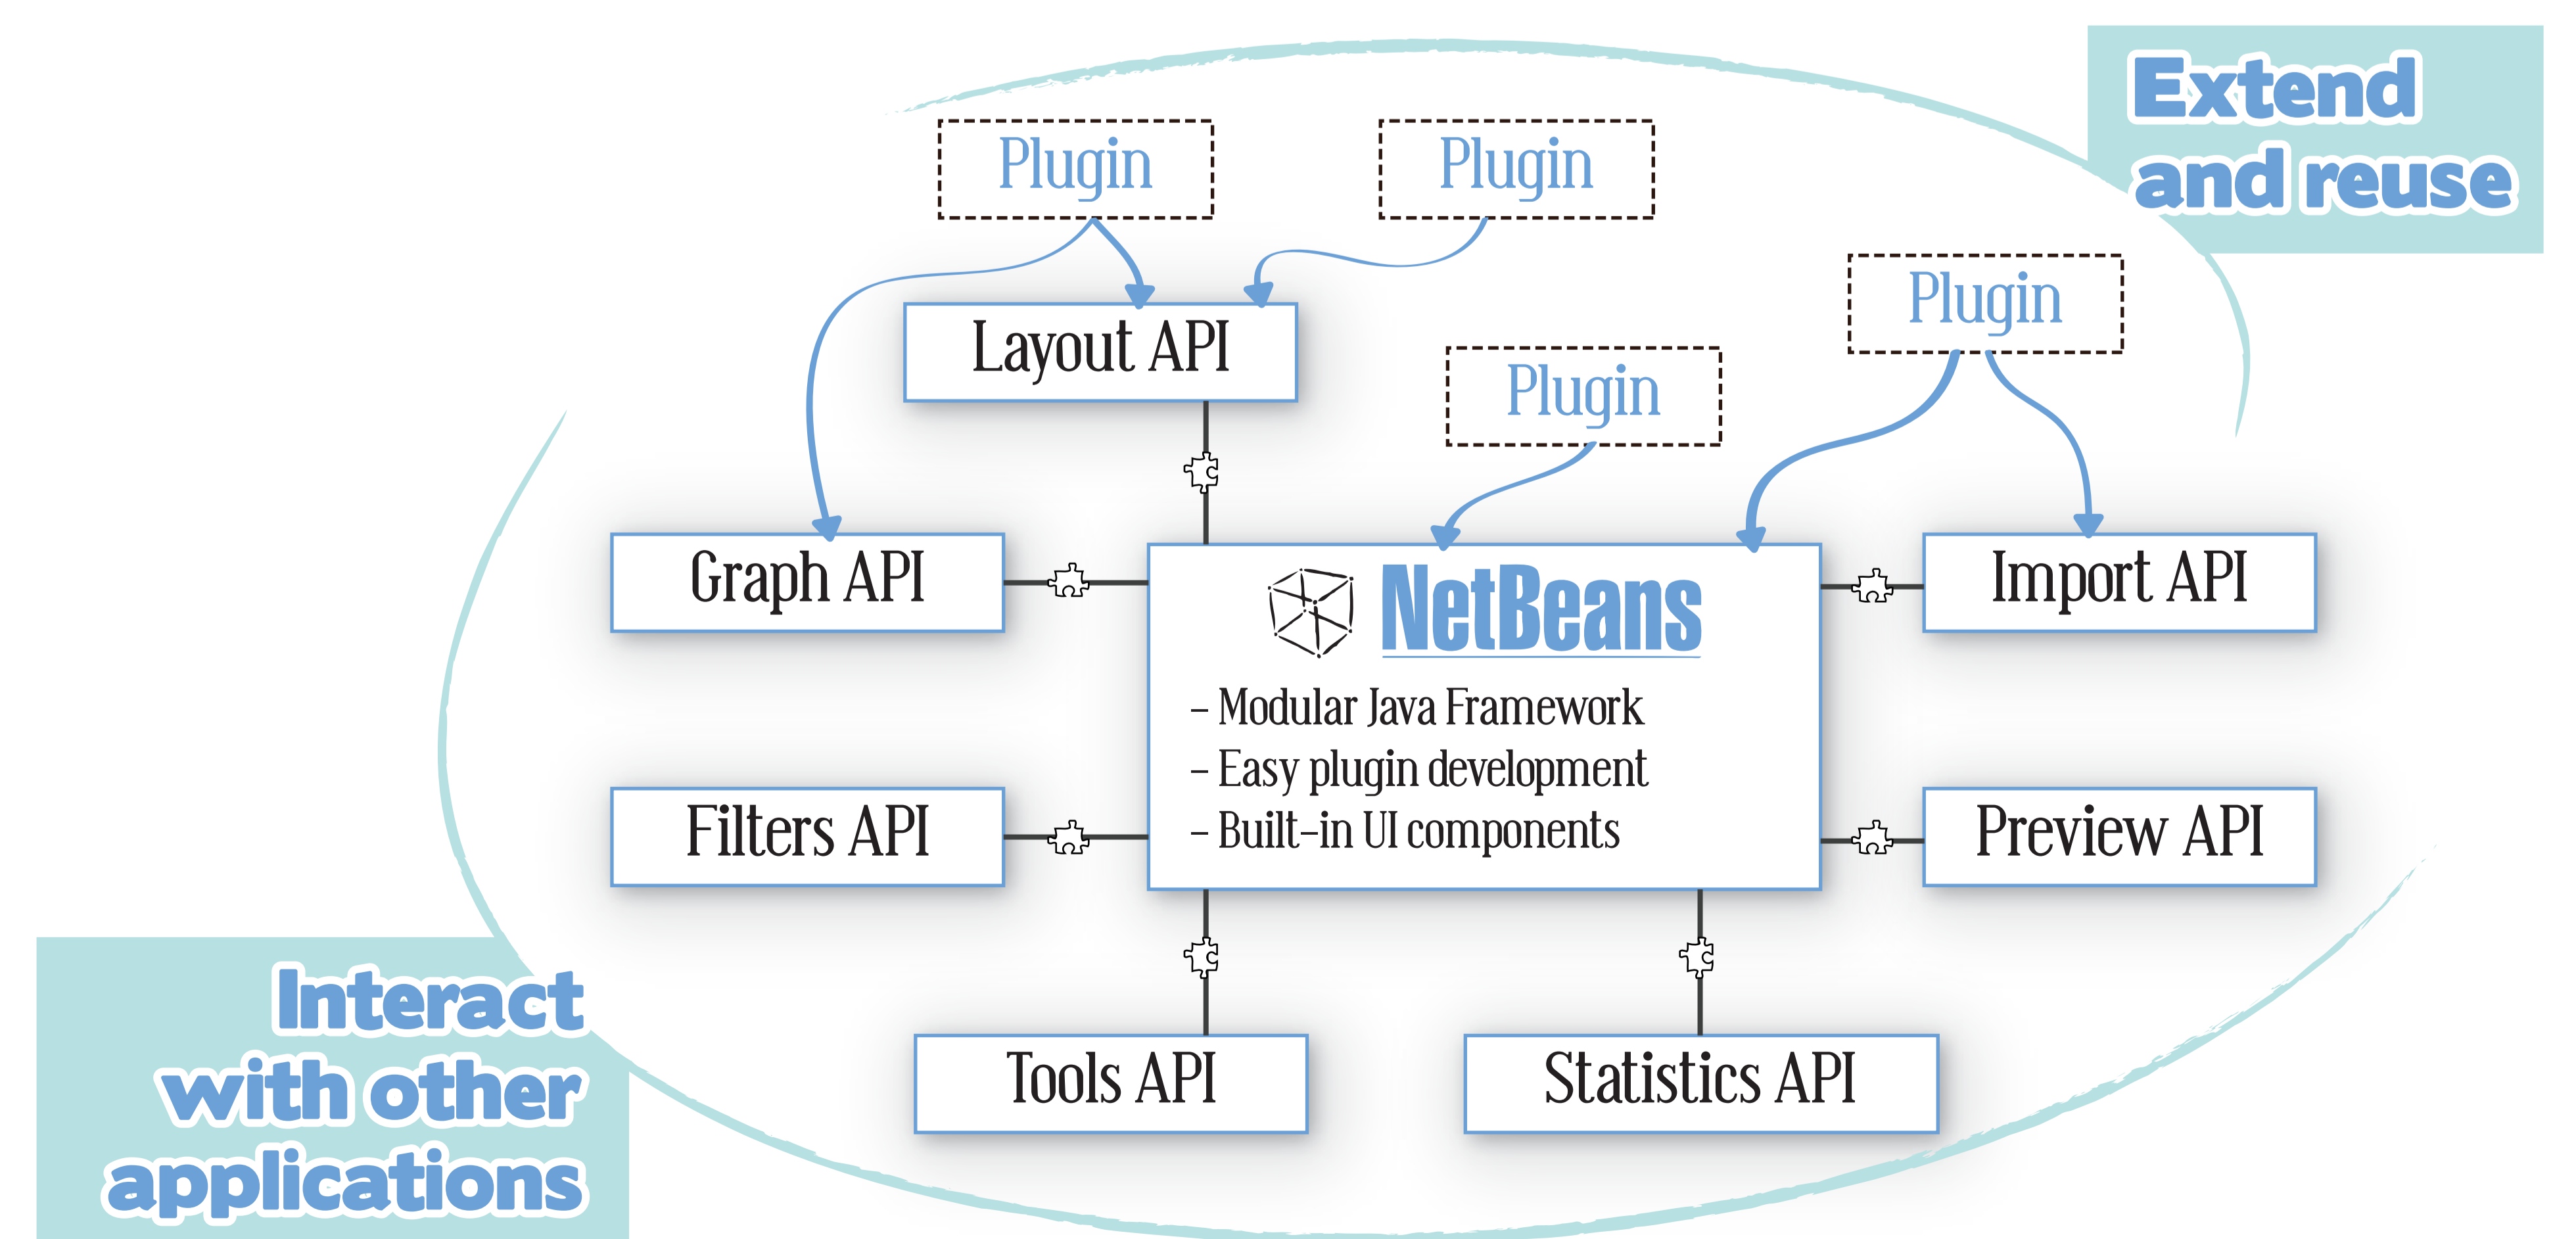 Extend
and reuse
Plugin
Plugin
Plugin
Layout API
Plugin
Graph API
NetBeans
Import API
– Modular Java Framework
– Easy plugin development
– Built-in UI components
Filters API
Preview API
Interact
with other
applications
Tools API
Statistics API